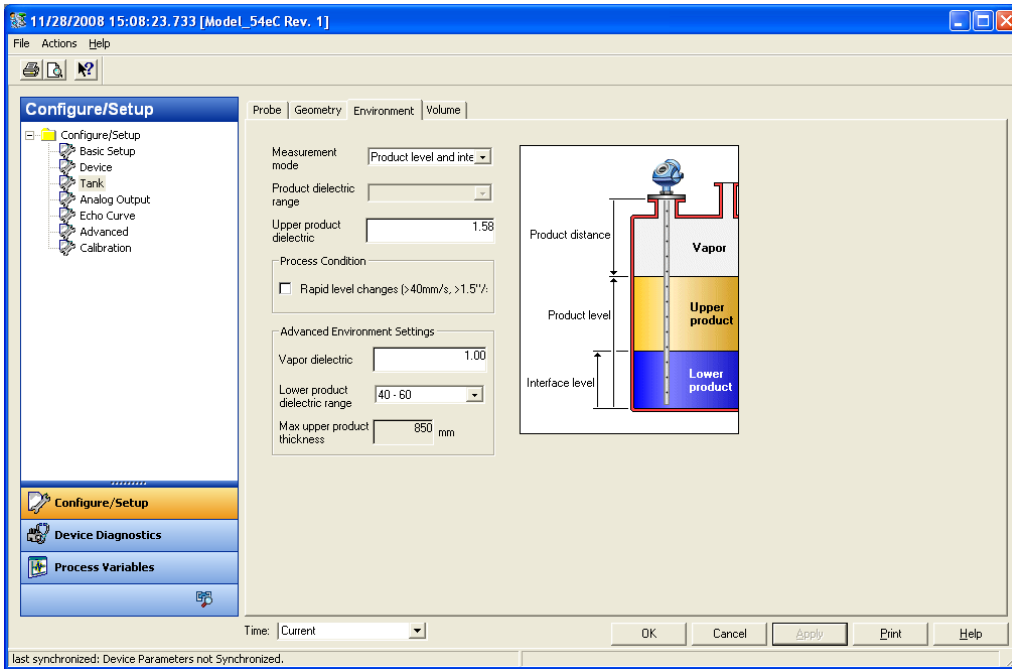 11/28/2008 15:08:23.733 [Model_54eC Rev. 1]
File Actions Help
Configure/Setup
Configure/Setup
Basic Setup
Device
Tank
Analog Output
Echo Curve
Advanced
Calibration
Configure/Setup
Device Diagnostics
Process Variables
Probe Geometry Environment Volume
Measurement
mode
Product level and inte
Product dielectric
range
Upper product
dielectric
1.58
Process Condition
Rapid level changes (>40mm/s, >1.5"/:
Advanced Environment Settings
Vapor dielectric
1.00
Lower product
dielectric range
40 - 60
Max upper product
thickness
850 mm
Product distance
Vapor
Product level
Upper
product
Interface level
Lower
product
Time: Current
OK Cancel Apply Print Help
last synchronized: Device Parameters not Synchronized.